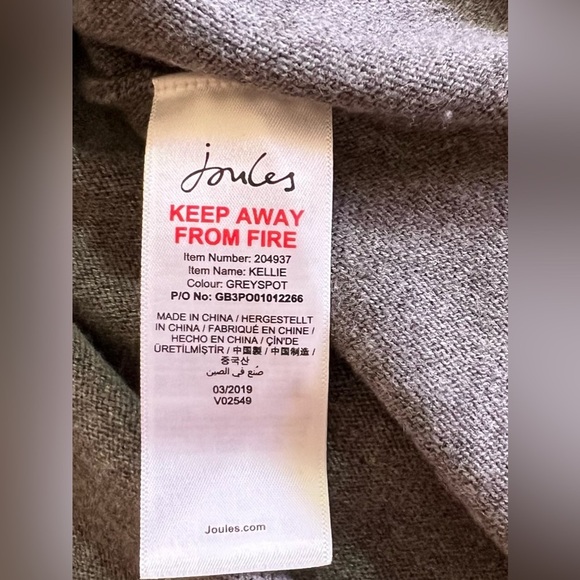 Joules
KEEP AWAY
FROM FIRE
Item Number: 204937
Item Name: KELLIE
Colour: GREYSPOT
P/O No: GB3PO01012266
MADE IN CHINA / HERGESTELLT
IN CHINA / FABRIQUÉ EN CHINE /
HECHO EN CHINA / ÇİN'DE
ÜRETİLMİŞTİR / 中国製 / 中国制造 /
중국산
صُنع في الصين
03/2019
V02549
Joules.com